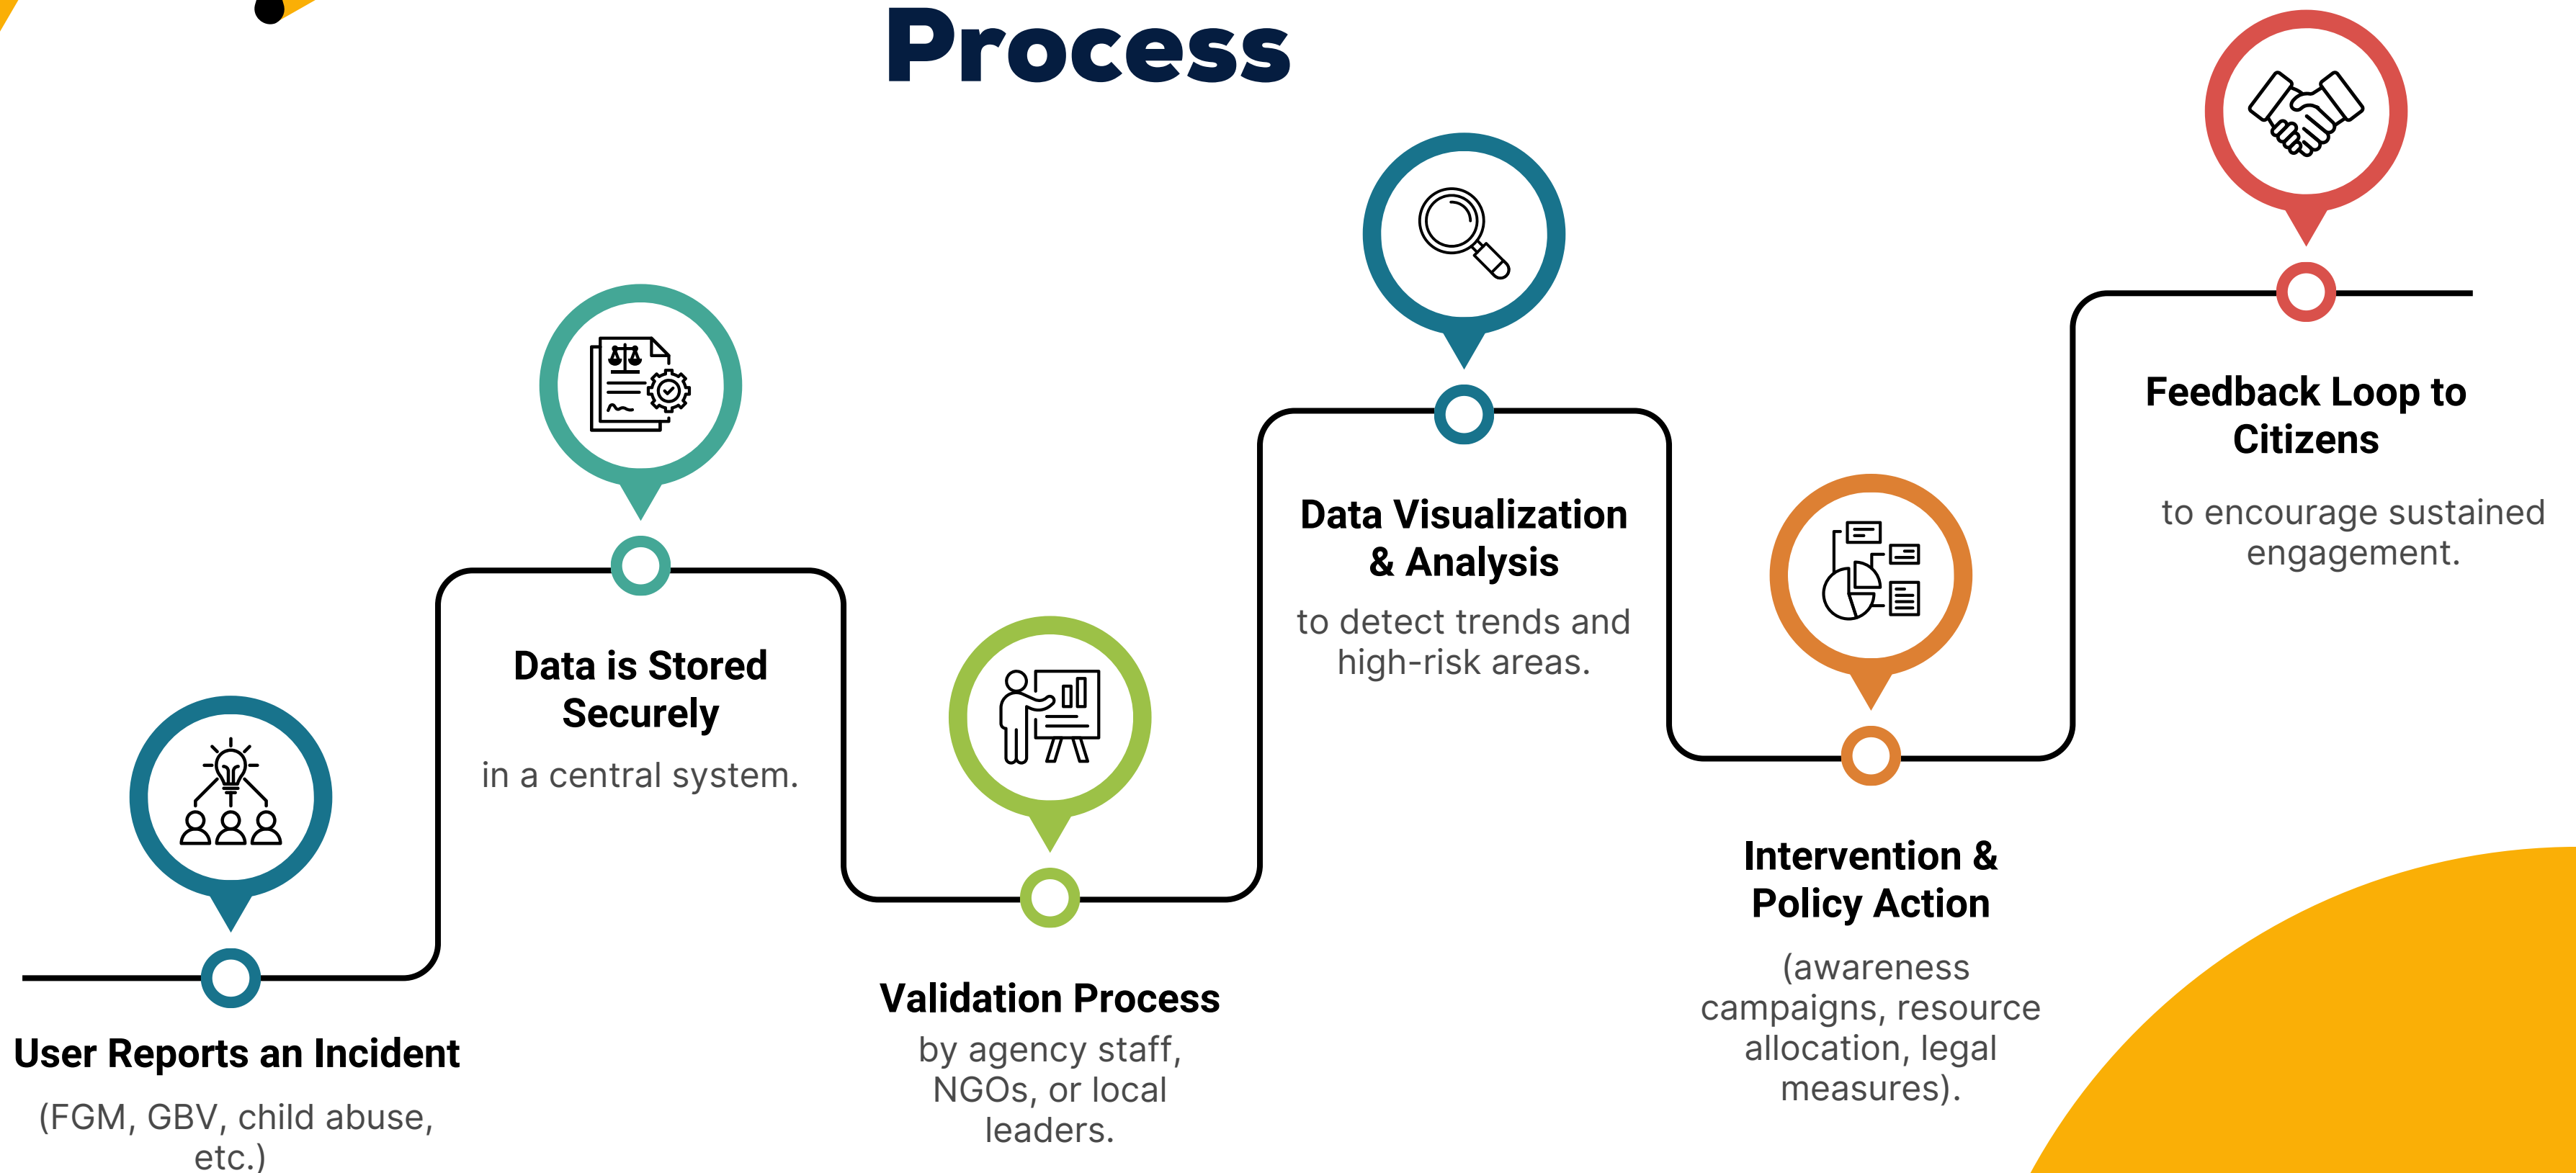 Process
User Reports an Incident
(FGM, GBV, child abuse,
etc.)
Data is Stored
Securely
in a central system.
Validation Process
by agency staff,
NGOs, or local
leaders.
Data Visualization
& Analysis
to detect trends and
high-risk areas.
Intervention &
Policy Action
(awareness
campaigns, resource
allocation, legal
measures).
Feedback Loop to
Citizens
to encourage sustained
engagement.